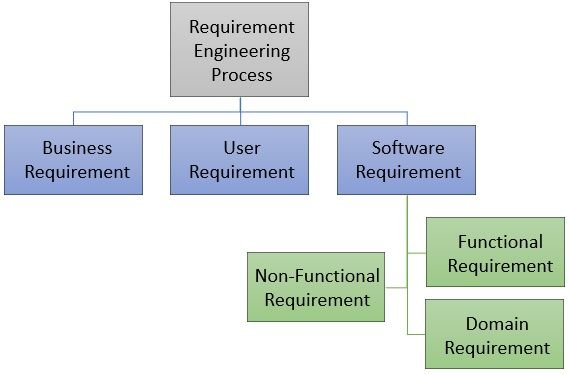 Requirement
Engineering
Process
Business
Requirement
User
Requirement
Software
Requirement
Functional
Requirement
Non-Functional
Requirement
Domain
Requirement